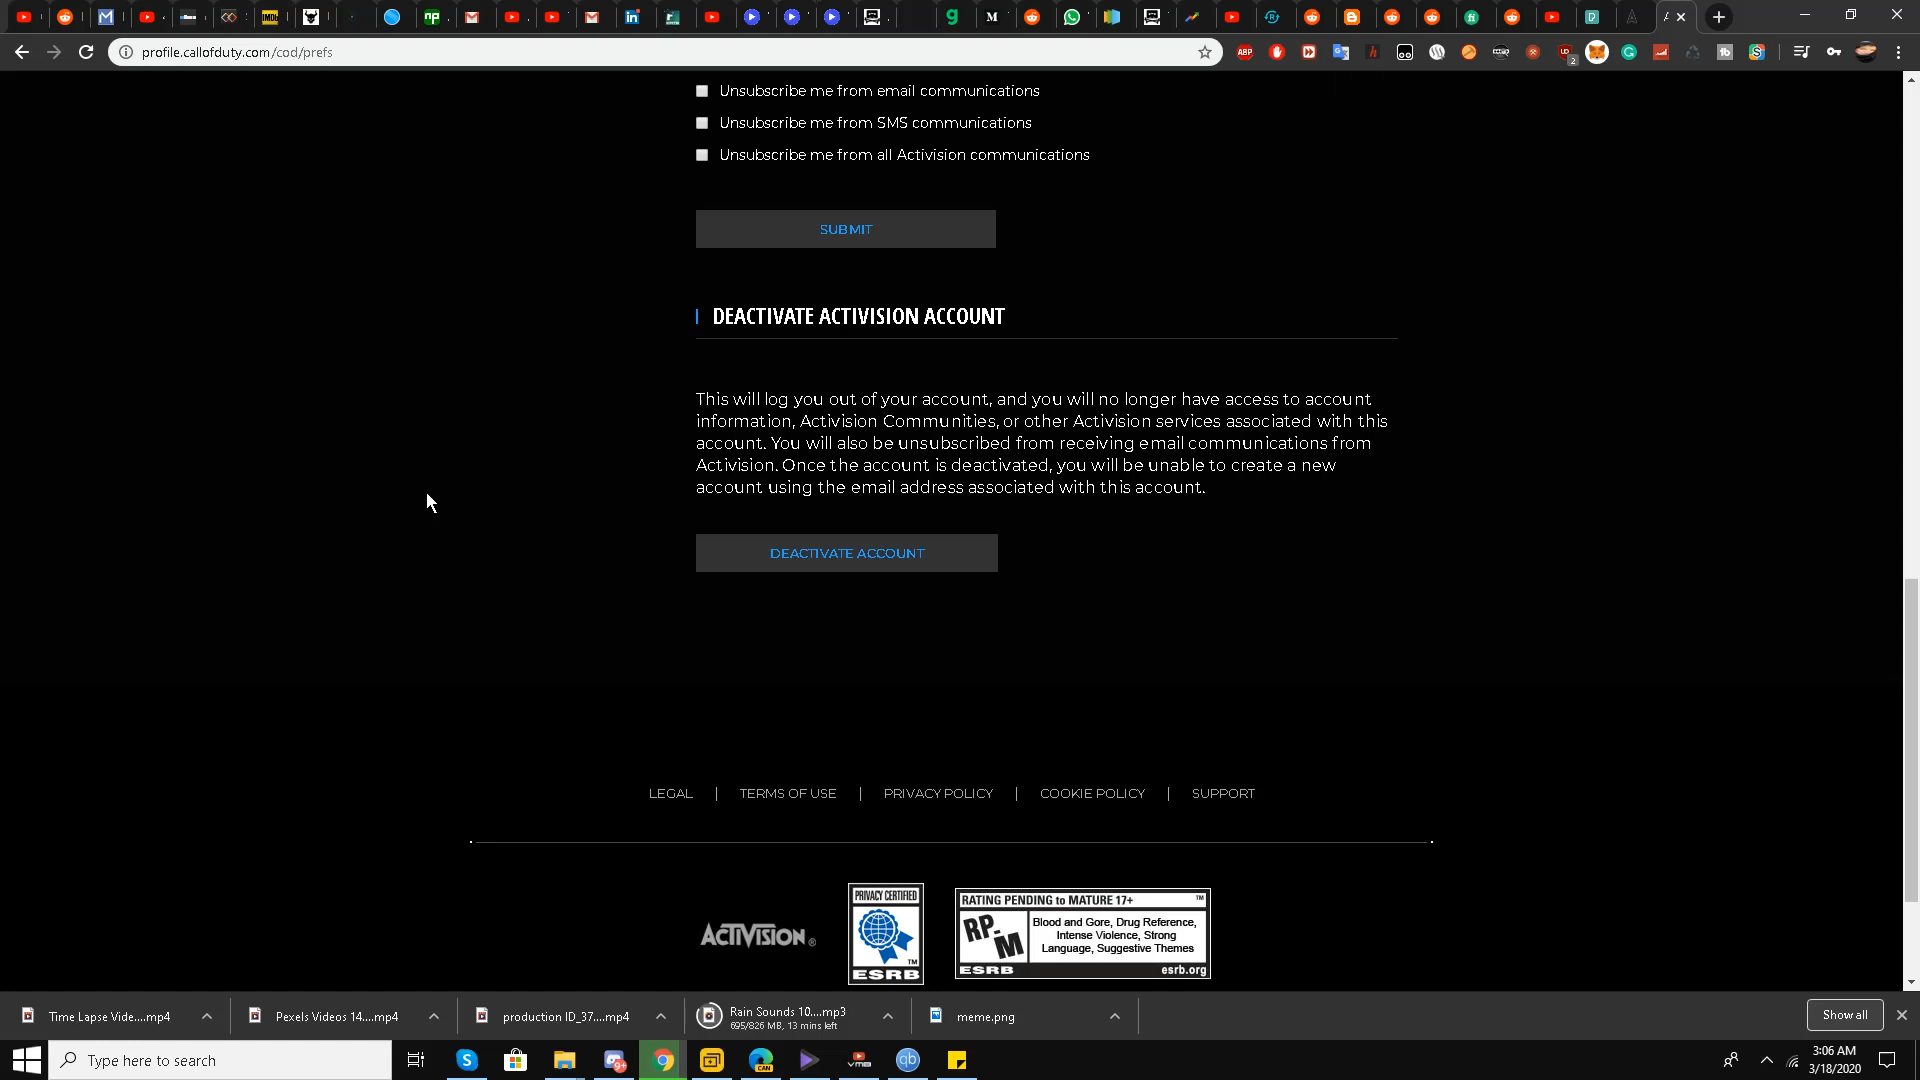 profile.callofduty.com/cod/prefs
Unsubscribe me from email communications
Unsubscribe me from SMS communications
Unsubscribe me from all Activision communications
SUBMIT
DEACTIVATE ACTIVISION ACCOUNT
This will log you out of your account, and you will no longer have access to account
information, Activision Communities, or other Activision services associated with this
account. You will also be unsubscribed from receiving email communications from
Activision. Once the account is deactivated, you will be unable to create a new
account using the email address associated with this account.
DEACTIVATE ACCOUNT
LEGAL | TERMS OF USE | PRIVACY POLICY | COOKIE POLICY | SUPPORT
ACTIVISION®
PRIVACY CERTIFIED
TM
ESRB
RATING PENDING to MATURE 17+ ™
RP-M
Blood and Gore, Drug Reference,
Intense Violence, Strong
Language, Suggestive Themes
ESRB esrb.org
Time Lapse Vide....mp4
Pexels Videos 14....mp4
production ID_37....mp4
Rain Sounds 10....mp3
695/826 MB, 13 mins left
meme.png
Show all
Type here to search
3:06 AM
3/18/2020